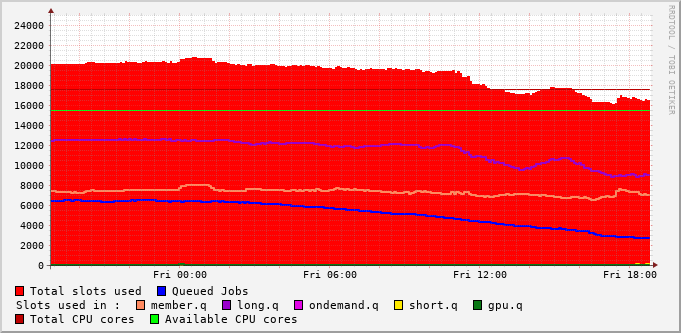 RRDTOOL / TOBI OETIKER
24000
22000
20000
18000
16000
14000
12000
10000
8000
6000
4000
2000
0
Fri 00:00 Fri 06:00 Fri 12:00 Fri 18:00
Total slots used Queued Jobs
Slots used in : member.q long.q ondemand.q short.q gpu.q
Total CPU cores Available CPU cores